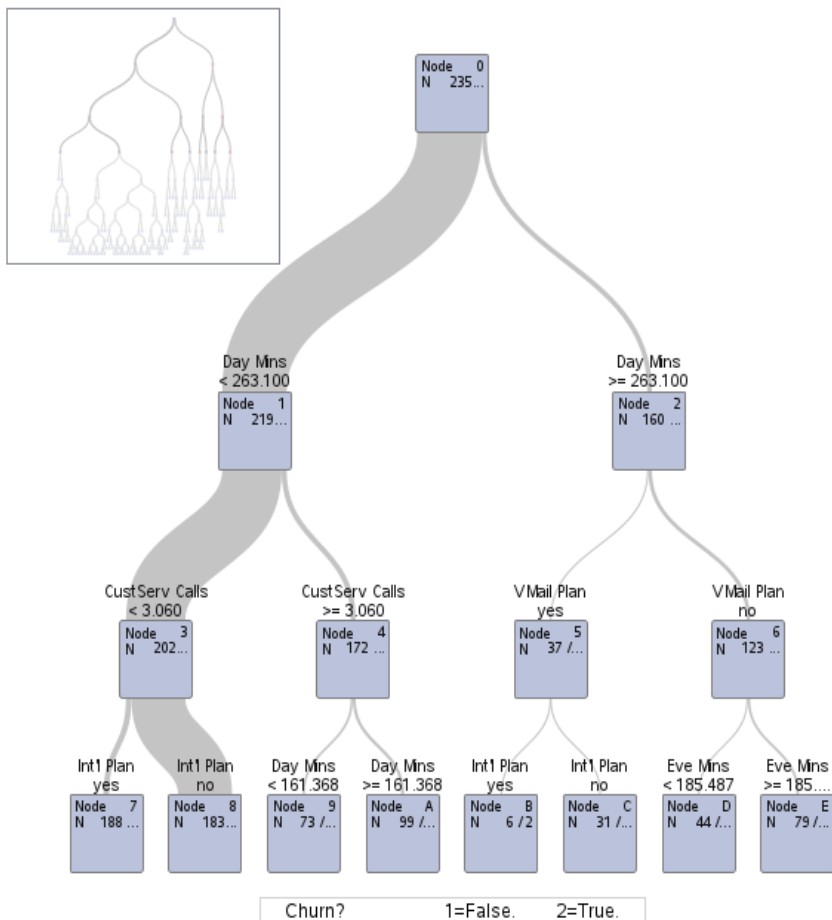 Node 0
N 235...
Day Mins
< 263.100
Day Mins
>= 263.100
Node 1
N 219...
Node 2
N 160 ...
CustServ Calls
< 3.060
CustServ Calls
>= 3.060
VMail Plan
yes
VMail Plan
no
Node 3
N 202...
Node 4
N 172 ...
Node 5
N 37 /...
Node 6
N 123 ...
Int'l Plan
yes
Int'l Plan
no
Day Mins
< 161.368
Day Mins
>= 161.368
Int'l Plan
yes
Int'l Plan
no
Eve Mins
< 185.487
Eve Mins
>= 185....
Node 7
N 188 ...
Node 8
N 183...
Node 9
N 73 /...
Node A
N 99 /...
Node B
N 6 / 2
Node C
N 31 /...
Node D
N 44 /...
Node E
N 79 /...
Churn? 1=False. 2=True.